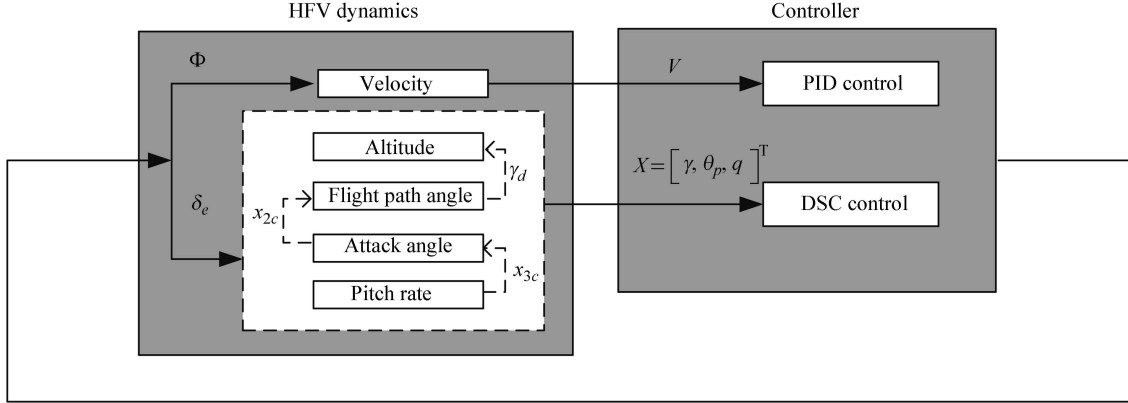 HFV dynamics
Controller
Φ
Velocity
V
PID control
Altitude
γ_d
X=[γ, θ_p, q]^T
δ_e
x_{2c}
Flight path angle
DSC control
Attack angle
x_{3c}
Pitch rate